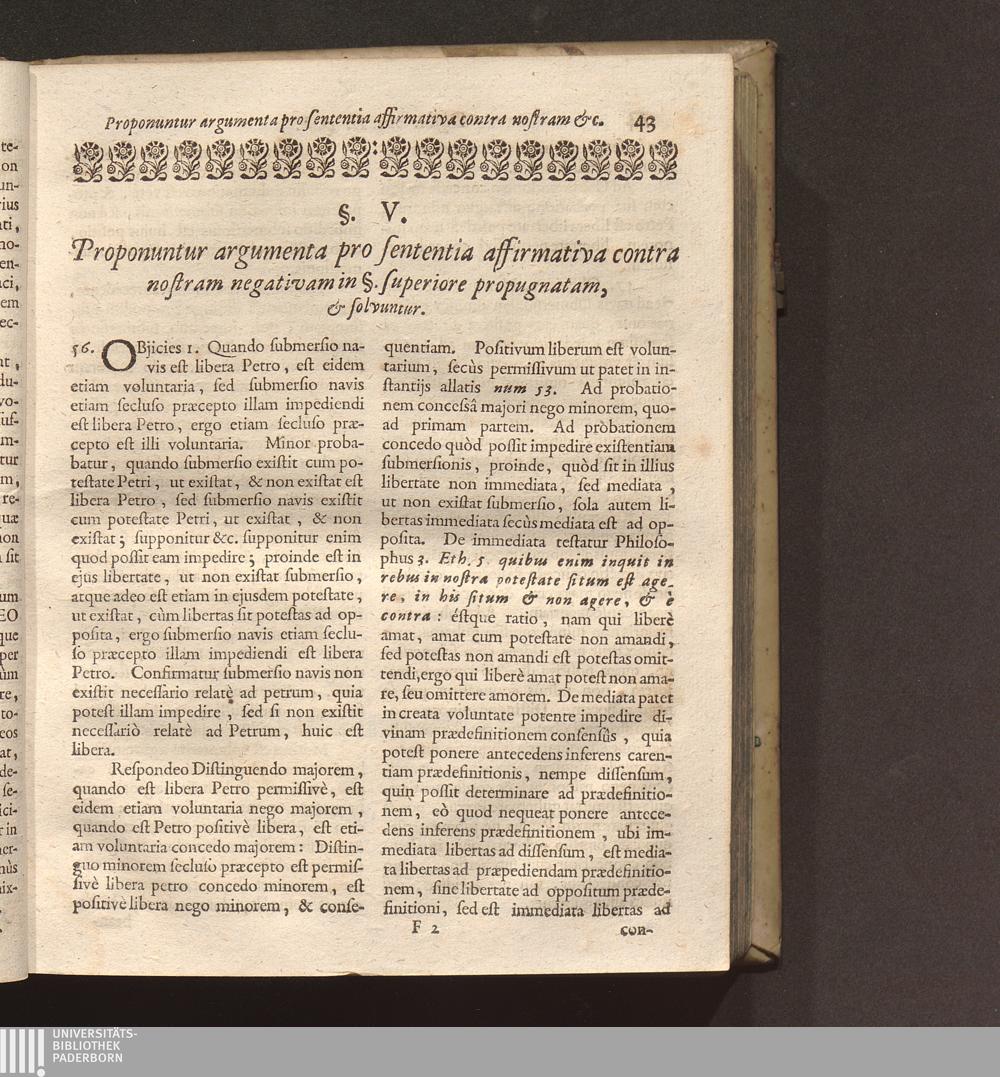 Proponuntur argumenta pro ſententia affirmativa contra noſtram &c. 43
§. V.
Proponuntur argumenta pro ſententia affirmativa contra
noſtram negativam in §. ſuperiore propugnatam,
& ſolvuntur.
56. OBjicies 1. Quando ſubmerſio na-
vis eſt libera Petro, eſt eidem
etiam voluntaria, ſed ſubmerſio navis
etiam ſecluſo præcepto illam impediendi
eſt libera Petro, ergo etiam ſecluſo præ-
cepto eſt illi voluntaria. Minor proba-
batur, quando ſubmerſio exiſtit cum po-
teſtate Petri, ut exiſtat, & non exiſtat eſt
libera Petro, ſed ſubmerſio navis exiſtit
cum poteſtate Petri, ut exiſtat, & non
exiſtat; ſupponitur &c. ſupponitur enim
quod poſſit eam impedire; proinde eſt in
ejus libertate, ut non exiſtat ſubmerſio,
atque adeo eſt etiam in ejusdem poteſtate,
ut exiſtat, cùm libertas ſit poteſtas ad op-
poſita, ergo ſubmerſio navis etiam ſeclu-
ſo præcepto illam impediendi eſt libera
Petro. Confirmatur ſubmerſio navis non
exiſtit neceſſario relatè ad petrum, quia
poteſt illam impedire, ſed ſi non exiſtit
neceſſariò relatè ad Petrum, huic eſt
libera.
Reſpondeo Diſtinguendo majorem,
quando eſt libera Petro permiſſivè, eſt
eidem etiam voluntaria nego majorem,
quando eſt Petro poſitivè libera, eſt eti-
am voluntaria concedo majorem: Diſtin-
guo minorem ſecluſo præcepto eſt permiſ-
ſivè libera petro concedo minorem, eſt
poſitivè libera nego minorem, & conſe-
quentiam. Poſitivum liberum eſt volun-
tarium, ſecùs permiſſivum ut patet in in-
ſtantijs allatis num 53. Ad probatio-
nem conceſsâ majori nego minorem, quo-
ad primam partem. Ad probationem
concedo quòd poſſit impedire exiſtentiam
ſubmerſionis, proinde, quòd ſit in illius
libertate non immediata, ſed mediata,
ut non exiſtat ſubmerſio, ſola autem li-
bertas immediata ſecùs mediata eſt ad op-
poſita. De immediata teſtatur Philoſo-
phus 3. Eth. 5 quibus enim inquit in
rebus in noſtra poteſtate ſitum eſt age-
re, in his ſitum & non agere, & è
contra: éſtque ratio, nam qui liberè
amat, amat cum poteſtate non amandi,
ſed poteſtas non amandi eſt poteſtas omit-
tendi, ergo qui liberè amat poteſt non ama-
re, ſeu omittere amorem. De mediata patet
in creata voluntate potente impedire di-
vinam prædefinitionem conſensûs, quia
poteſt ponere antecedens inferens caren-
tiam prædefinitionis, nempe diſſenſum,
quin poſſit determinare ad prædefinitio-
nem, eò quod nequeat ponere antece-
dens inferens prædefinitionem, ubi im-
mediata libertas ad diſſenſum, eſt media-
ta libertas ad præpediendam prædefinitio-
nem, ſine libertate ad oppoſitum præde-
finitioni, ſed eſt immediata libertas ad
F 2 con-
UNIVERSITÄTS-
BIBLIOTHEK
PADERBORN